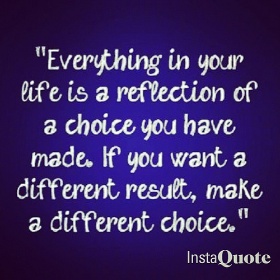 "Everything in your
life is a reflection of
a choice you have
made. If you want a
different result, make
a different choice."
InstaQuote